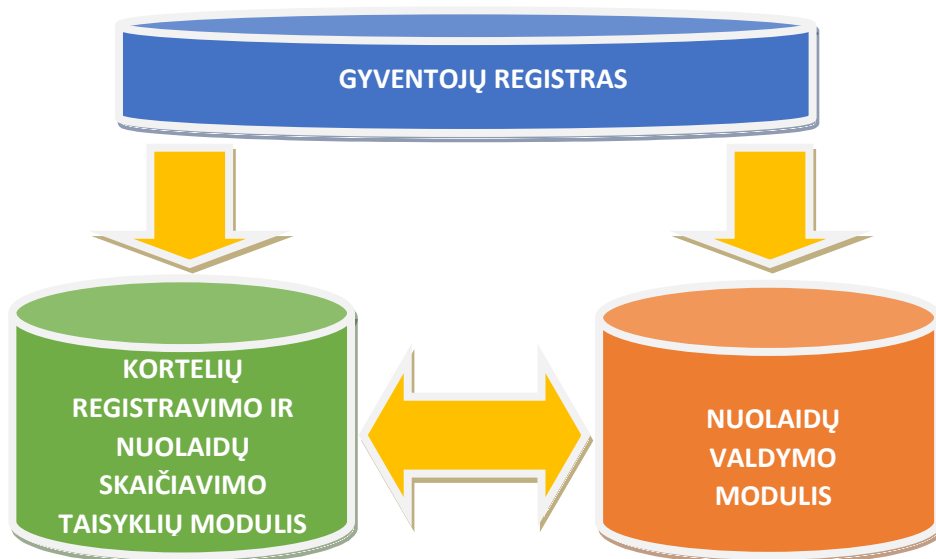 GYVENTOJŲ REGISTRAS
KORTELIŲ
REGISTRAVIMO IR
NUOLAIDŲ
SKAIČIAVIMO
TAISYKLIŲ MODULIS
NUOLAIDŲ
VALDYMO
MODULIS